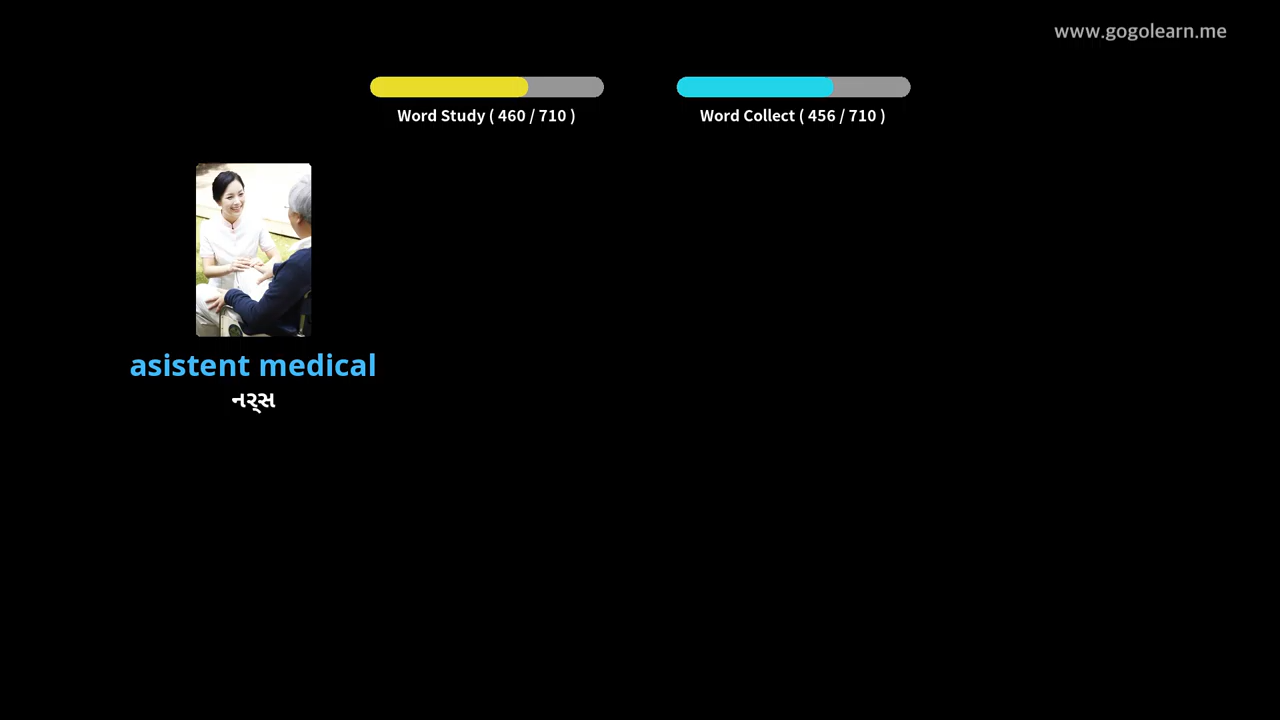 www.gogolearn.me
Word Study ( 460 / 710 )
Word Collect ( 456 / 710 )
asistent medical
નર્સ